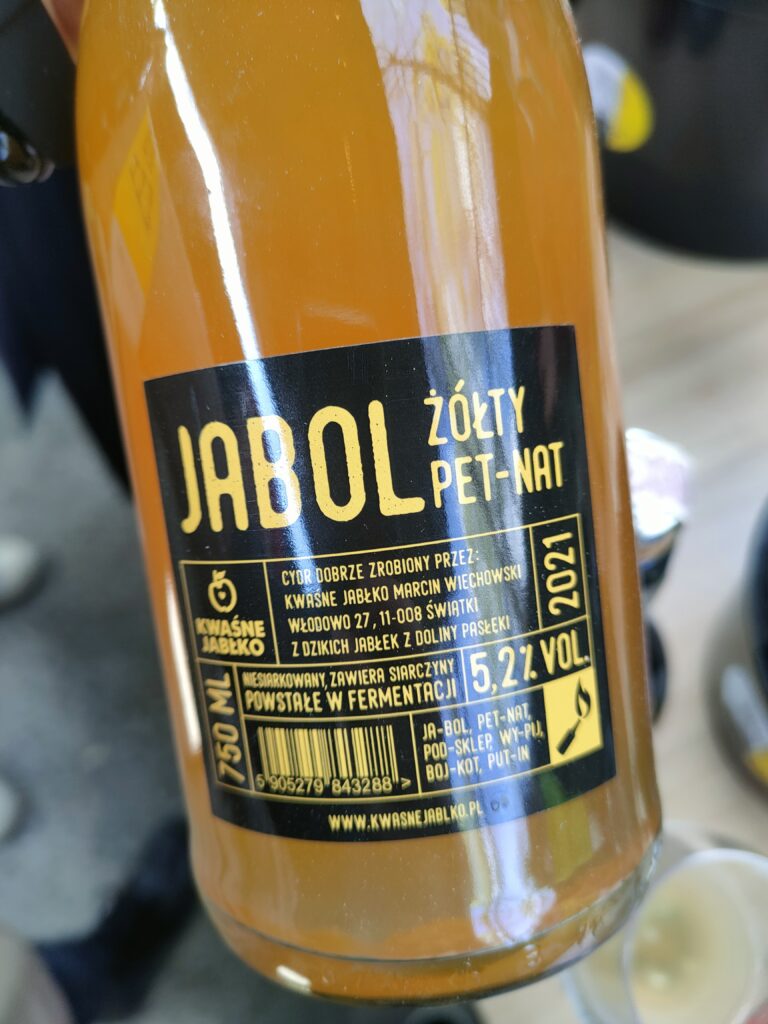 JABOL
ŻÓŁTY
PET-NAT
KWAŚNE
JABŁKO
CYDR DOBRZE ZROBIONY PRZEZ:
KWAŚNE JABŁKO MARCIN WIECHOWSKI
WŁODOWO 27, 11-008 ŚWIĄTKI
Z DZIKICH JABŁEK Z DOLINY PASŁĘKI
2021
750 ML
NIESIARKOWANY, ZAWIERA SIARCZYNY
POWSTAŁE W FERMENTACJI
5,2% VOL.
5 905279 843288 >
JA-BOL, PET-NAT,
POD-SKLEP, WY-PIJ,
BOJ-KOT, PUT-IN
WWW.KWASNEJABLKO.PL